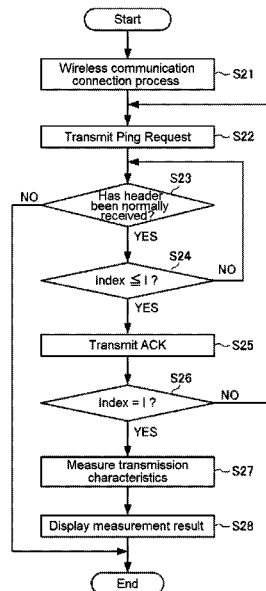 Start
Wireless communication
connection process
S21
Transmit Ping Request
S22
S23
NO
Has header
been normally
received?
YES
S24
Index ≦ I ?
NO
YES
Transmit ACK
S25
S26
Index = I ?
NO
YES
Measure transmission
characteristics
S27
Display measurement result
S28
End